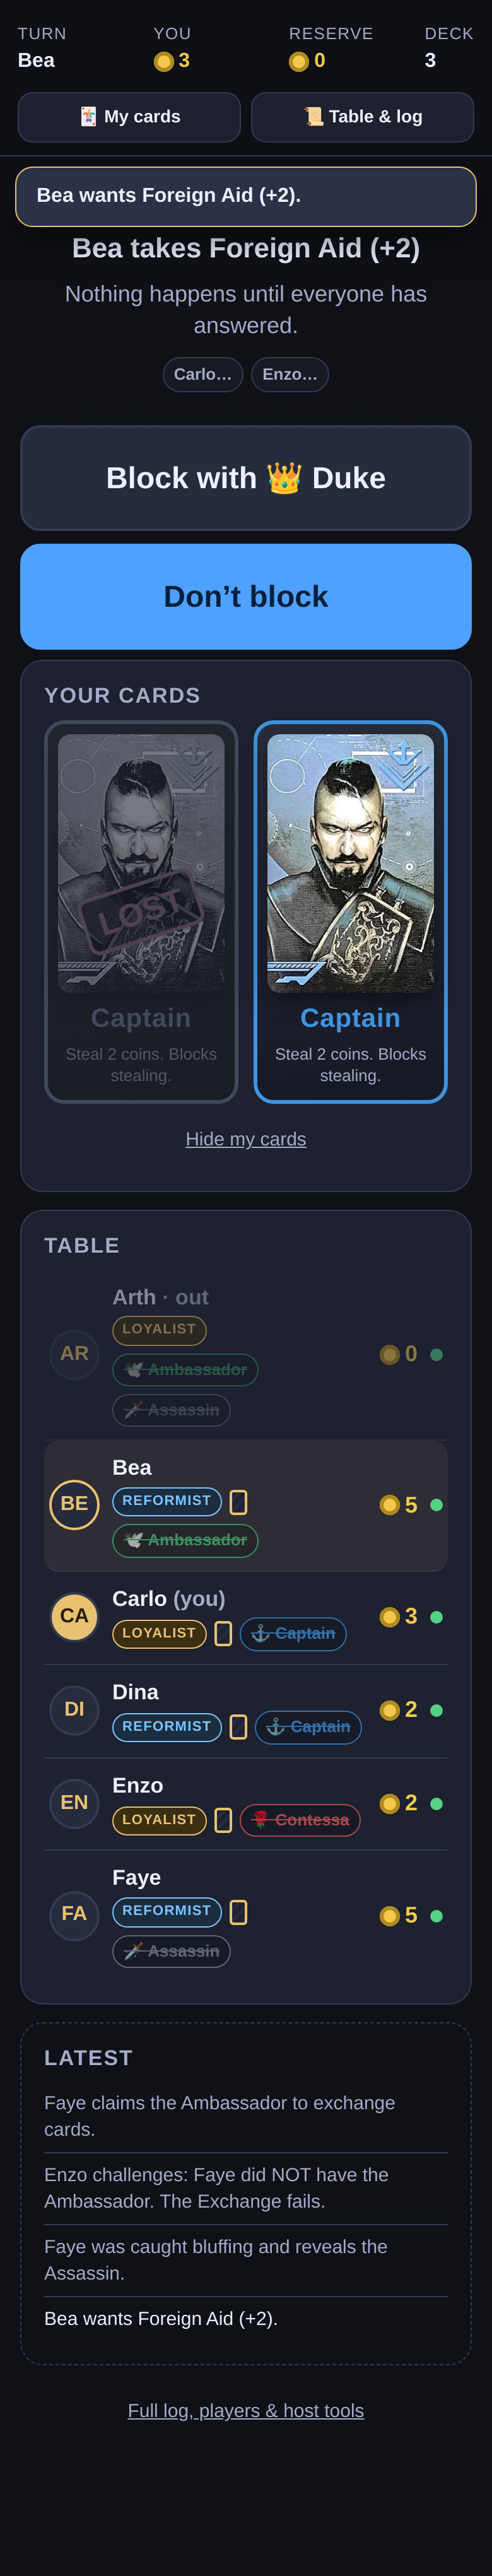 TURN YOU RESERVE DECK
Bea 3 0 3
🃏 My cards 📜 Table & log
Bea wants Foreign Aid (+2).
Bea takes Foreign Aid (+2)
Nothing happens until everyone has
answered.
Carlo… Enzo…
Block with 👑 Duke
Don’t block
YOUR CARDS
LOST
Captain
Steal 2 coins. Blocks
stealing.
Captain
Steal 2 coins. Blocks
stealing.
Hide my cards
TABLE
AR
Arth · out
LOYALIST
🕊️ Ambassador
🗡️ Assassin
0
BE
Bea
REFORMIST
🕊️ Ambassador
5
CA
Carlo (you)
LOYALIST ⚓ Captain
3
DI
Dina
REFORMIST ⚓ Captain
2
EN
Enzo
LOYALIST 🌹 Contessa
2
FA
Faye
REFORMIST
🗡️ Assassin
5
LATEST
Faye claims the Ambassador to exchange
cards.
Enzo challenges: Faye did NOT have the
Ambassador. The Exchange fails.
Faye was caught bluffing and reveals the
Assassin.
Bea wants Foreign Aid (+2).
Full log, players & host tools